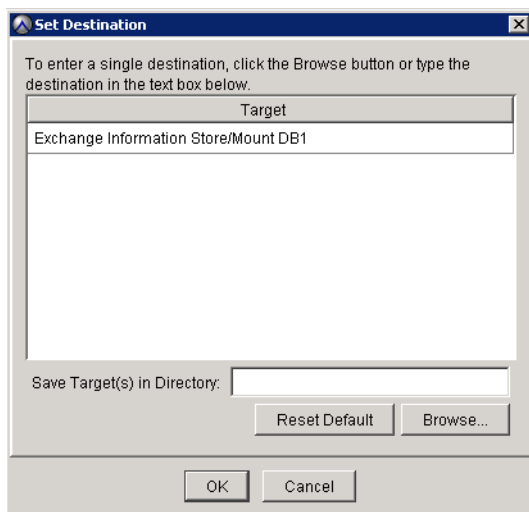 Set Destination
To enter a single destination, click the Browse button or type the
destination in the text box below.
Target
Exchange Information Store/Mount DB1
Save Target(s) in Directory:
Reset Default Browse...
OK Cancel